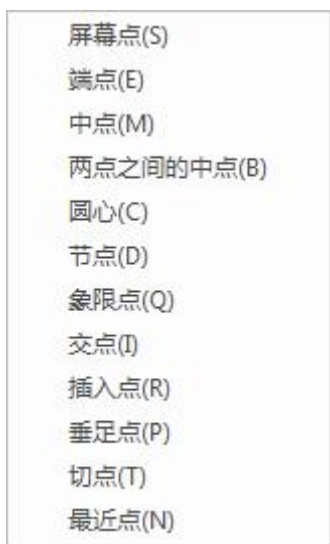 屏幕点(S)
端点(E)
中点(M)
两点之间的中点(B)
圆心(C)
节点(D)
象限点(Q)
交点(I)
插入点(R)
垂足点(P)
切点(T)
最近点(N)